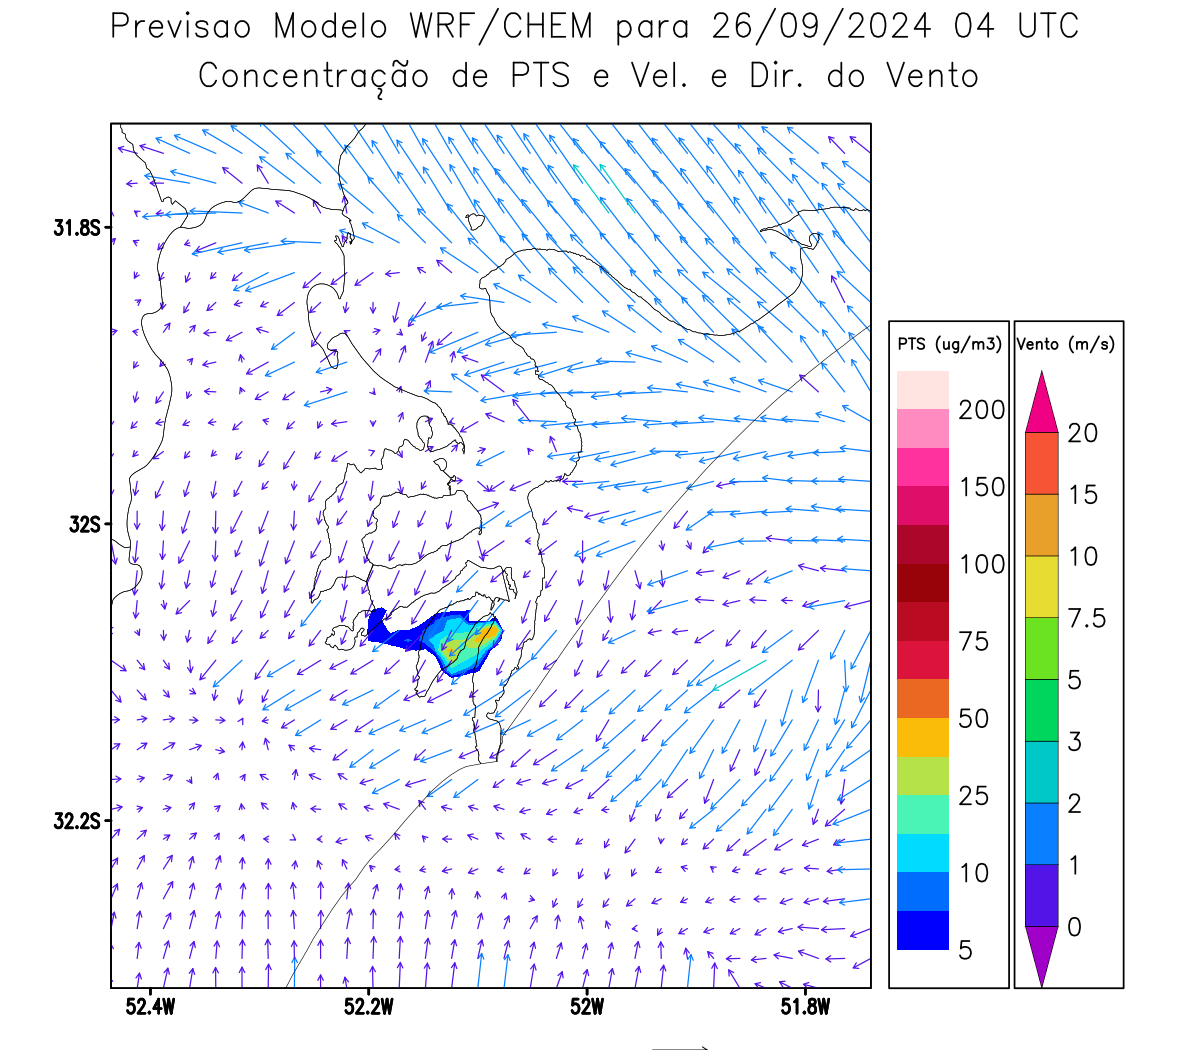 Previsao Modelo WRF/CHEM para 26/09/2024 04 UTC
Concentração de PTS e Vel. e Dir. do Vento
31.8S
32S
32.2S
52.4W
52.2W
52W
51.8W
PTS (ug/m3)
200
150
100
75
50
25
10
5
Vento (m/s)
20
15
10
7.5
5
3
2
1
0